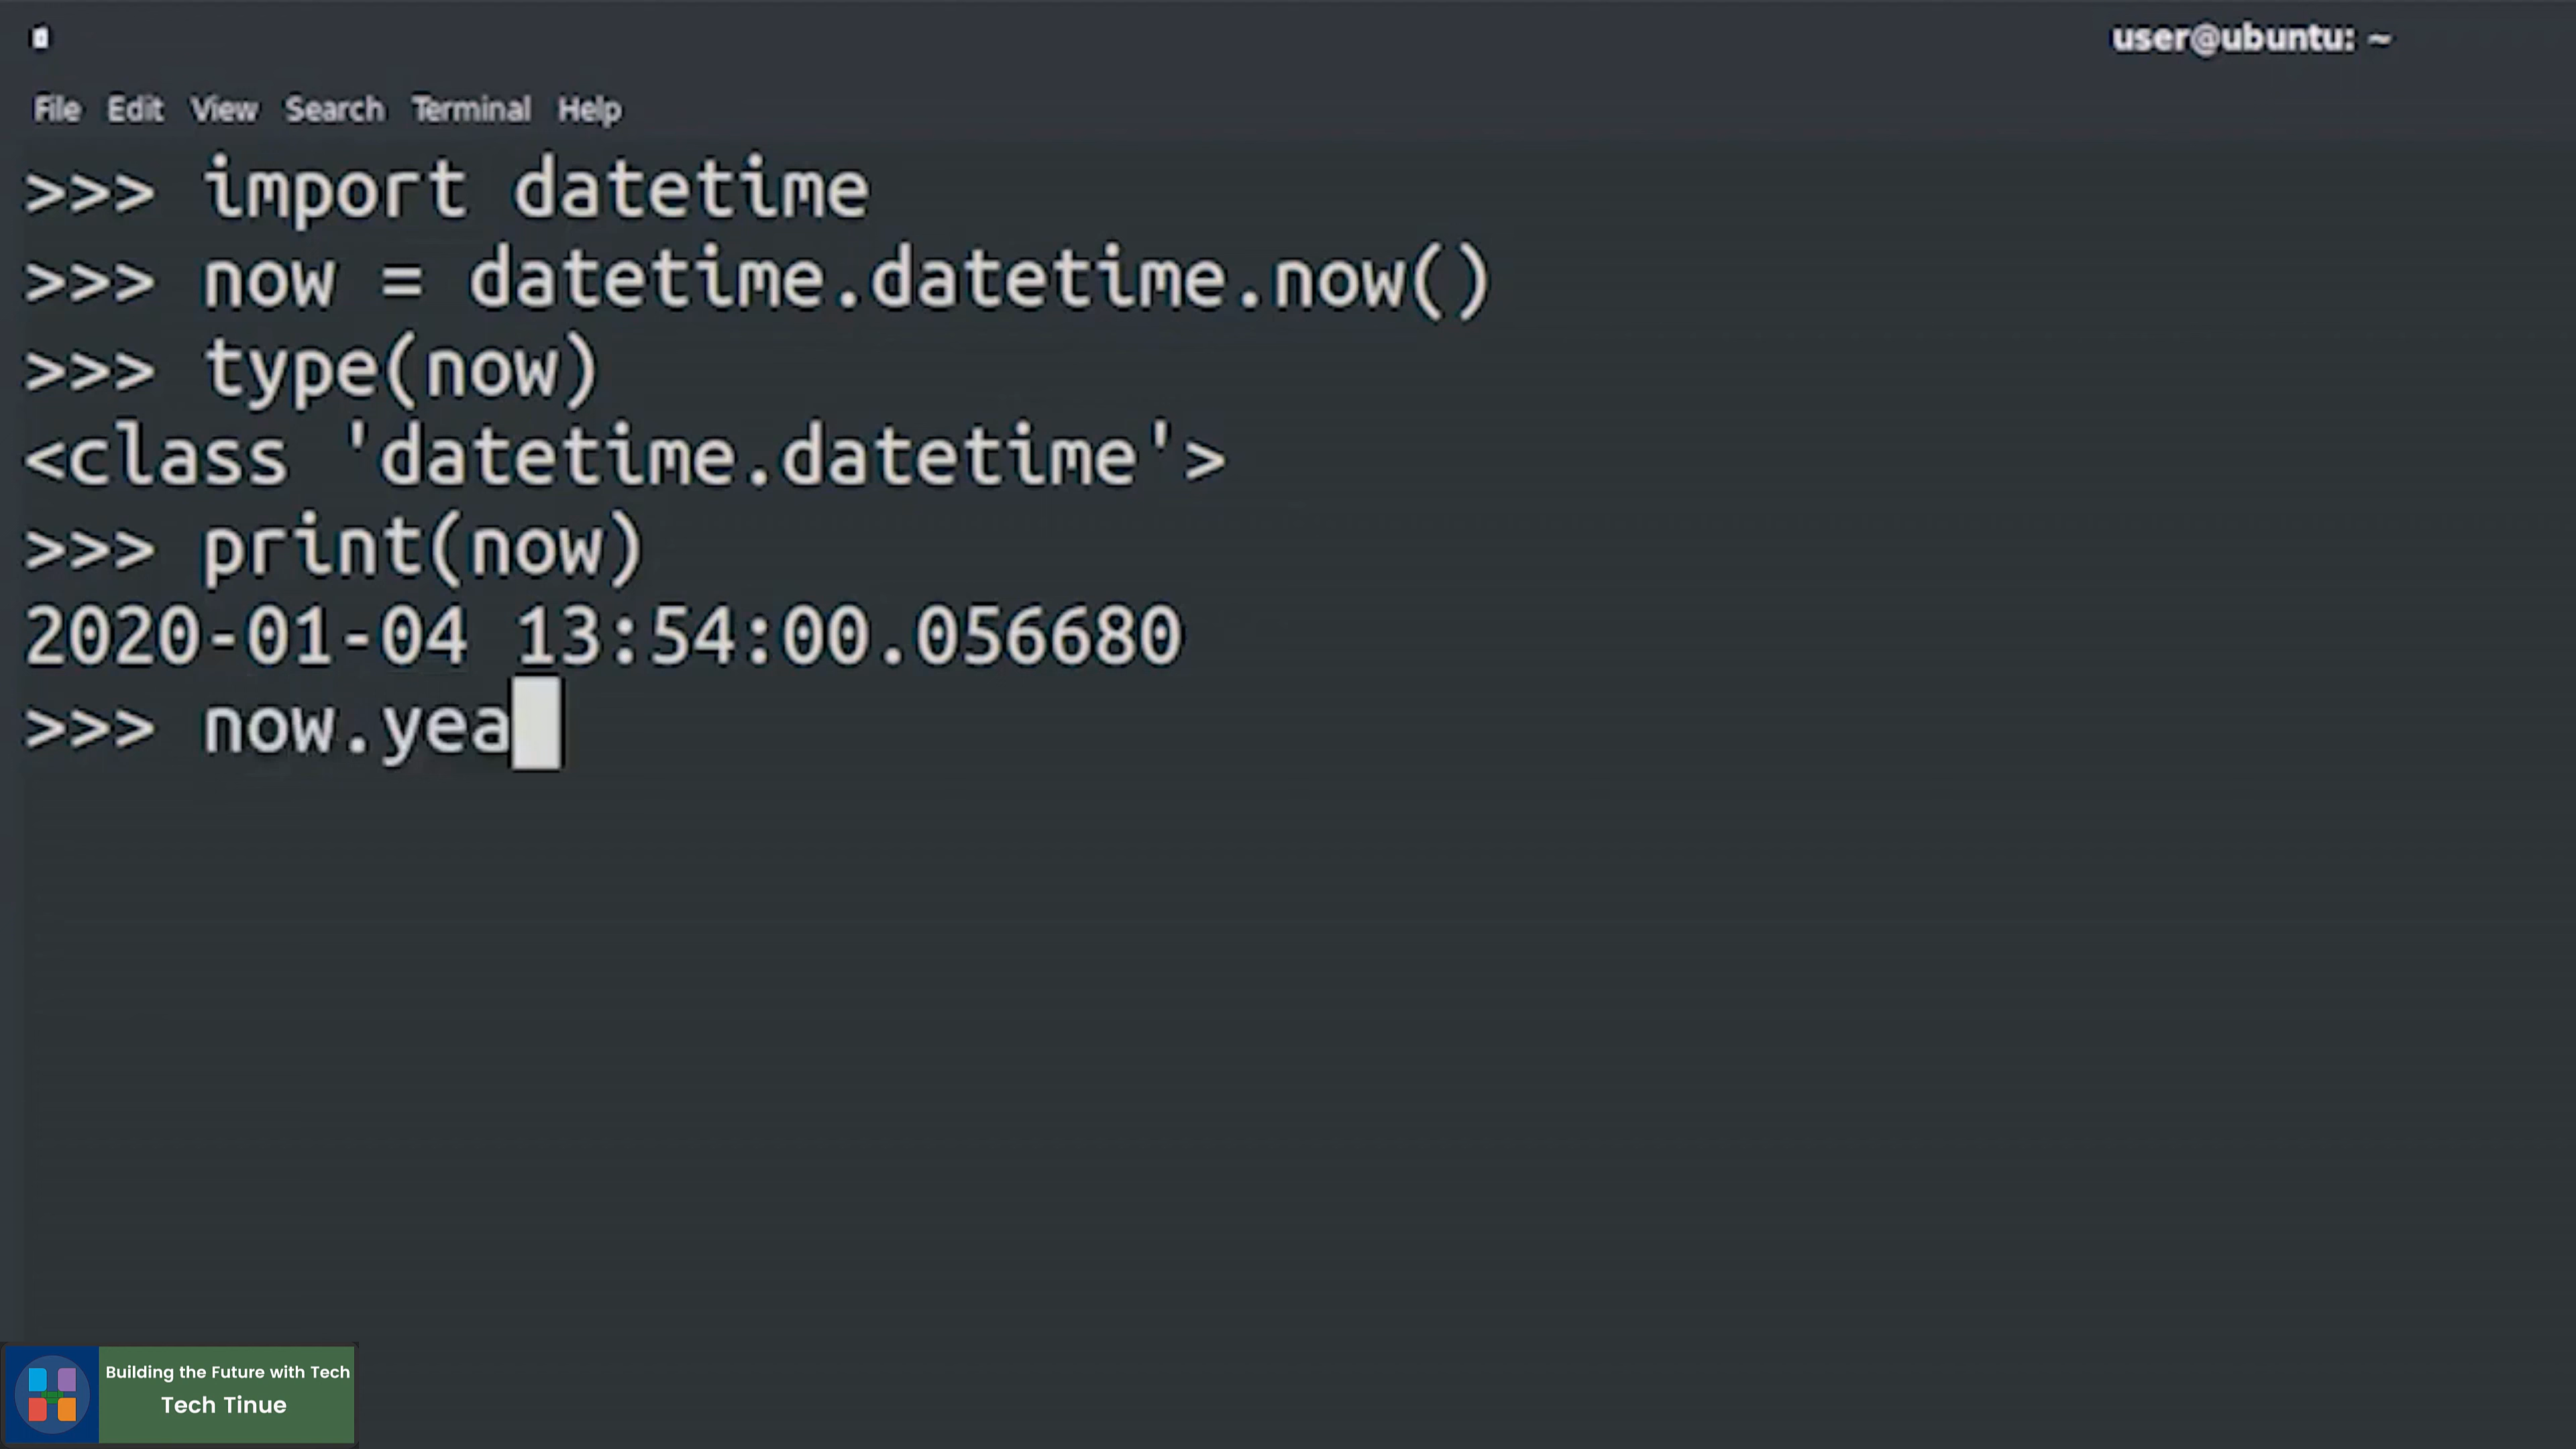 user@ubuntu: ~
File Edit View Search Terminal Help
>>> import datetime
>>> now = datetime.datetime.now()
>>> type(now)
<class 'datetime.datetime'>
>>> print(now)
2020-01-04 13:54:00.056680
>>> now.yea
Building the Future with Tech
Tech Tinue